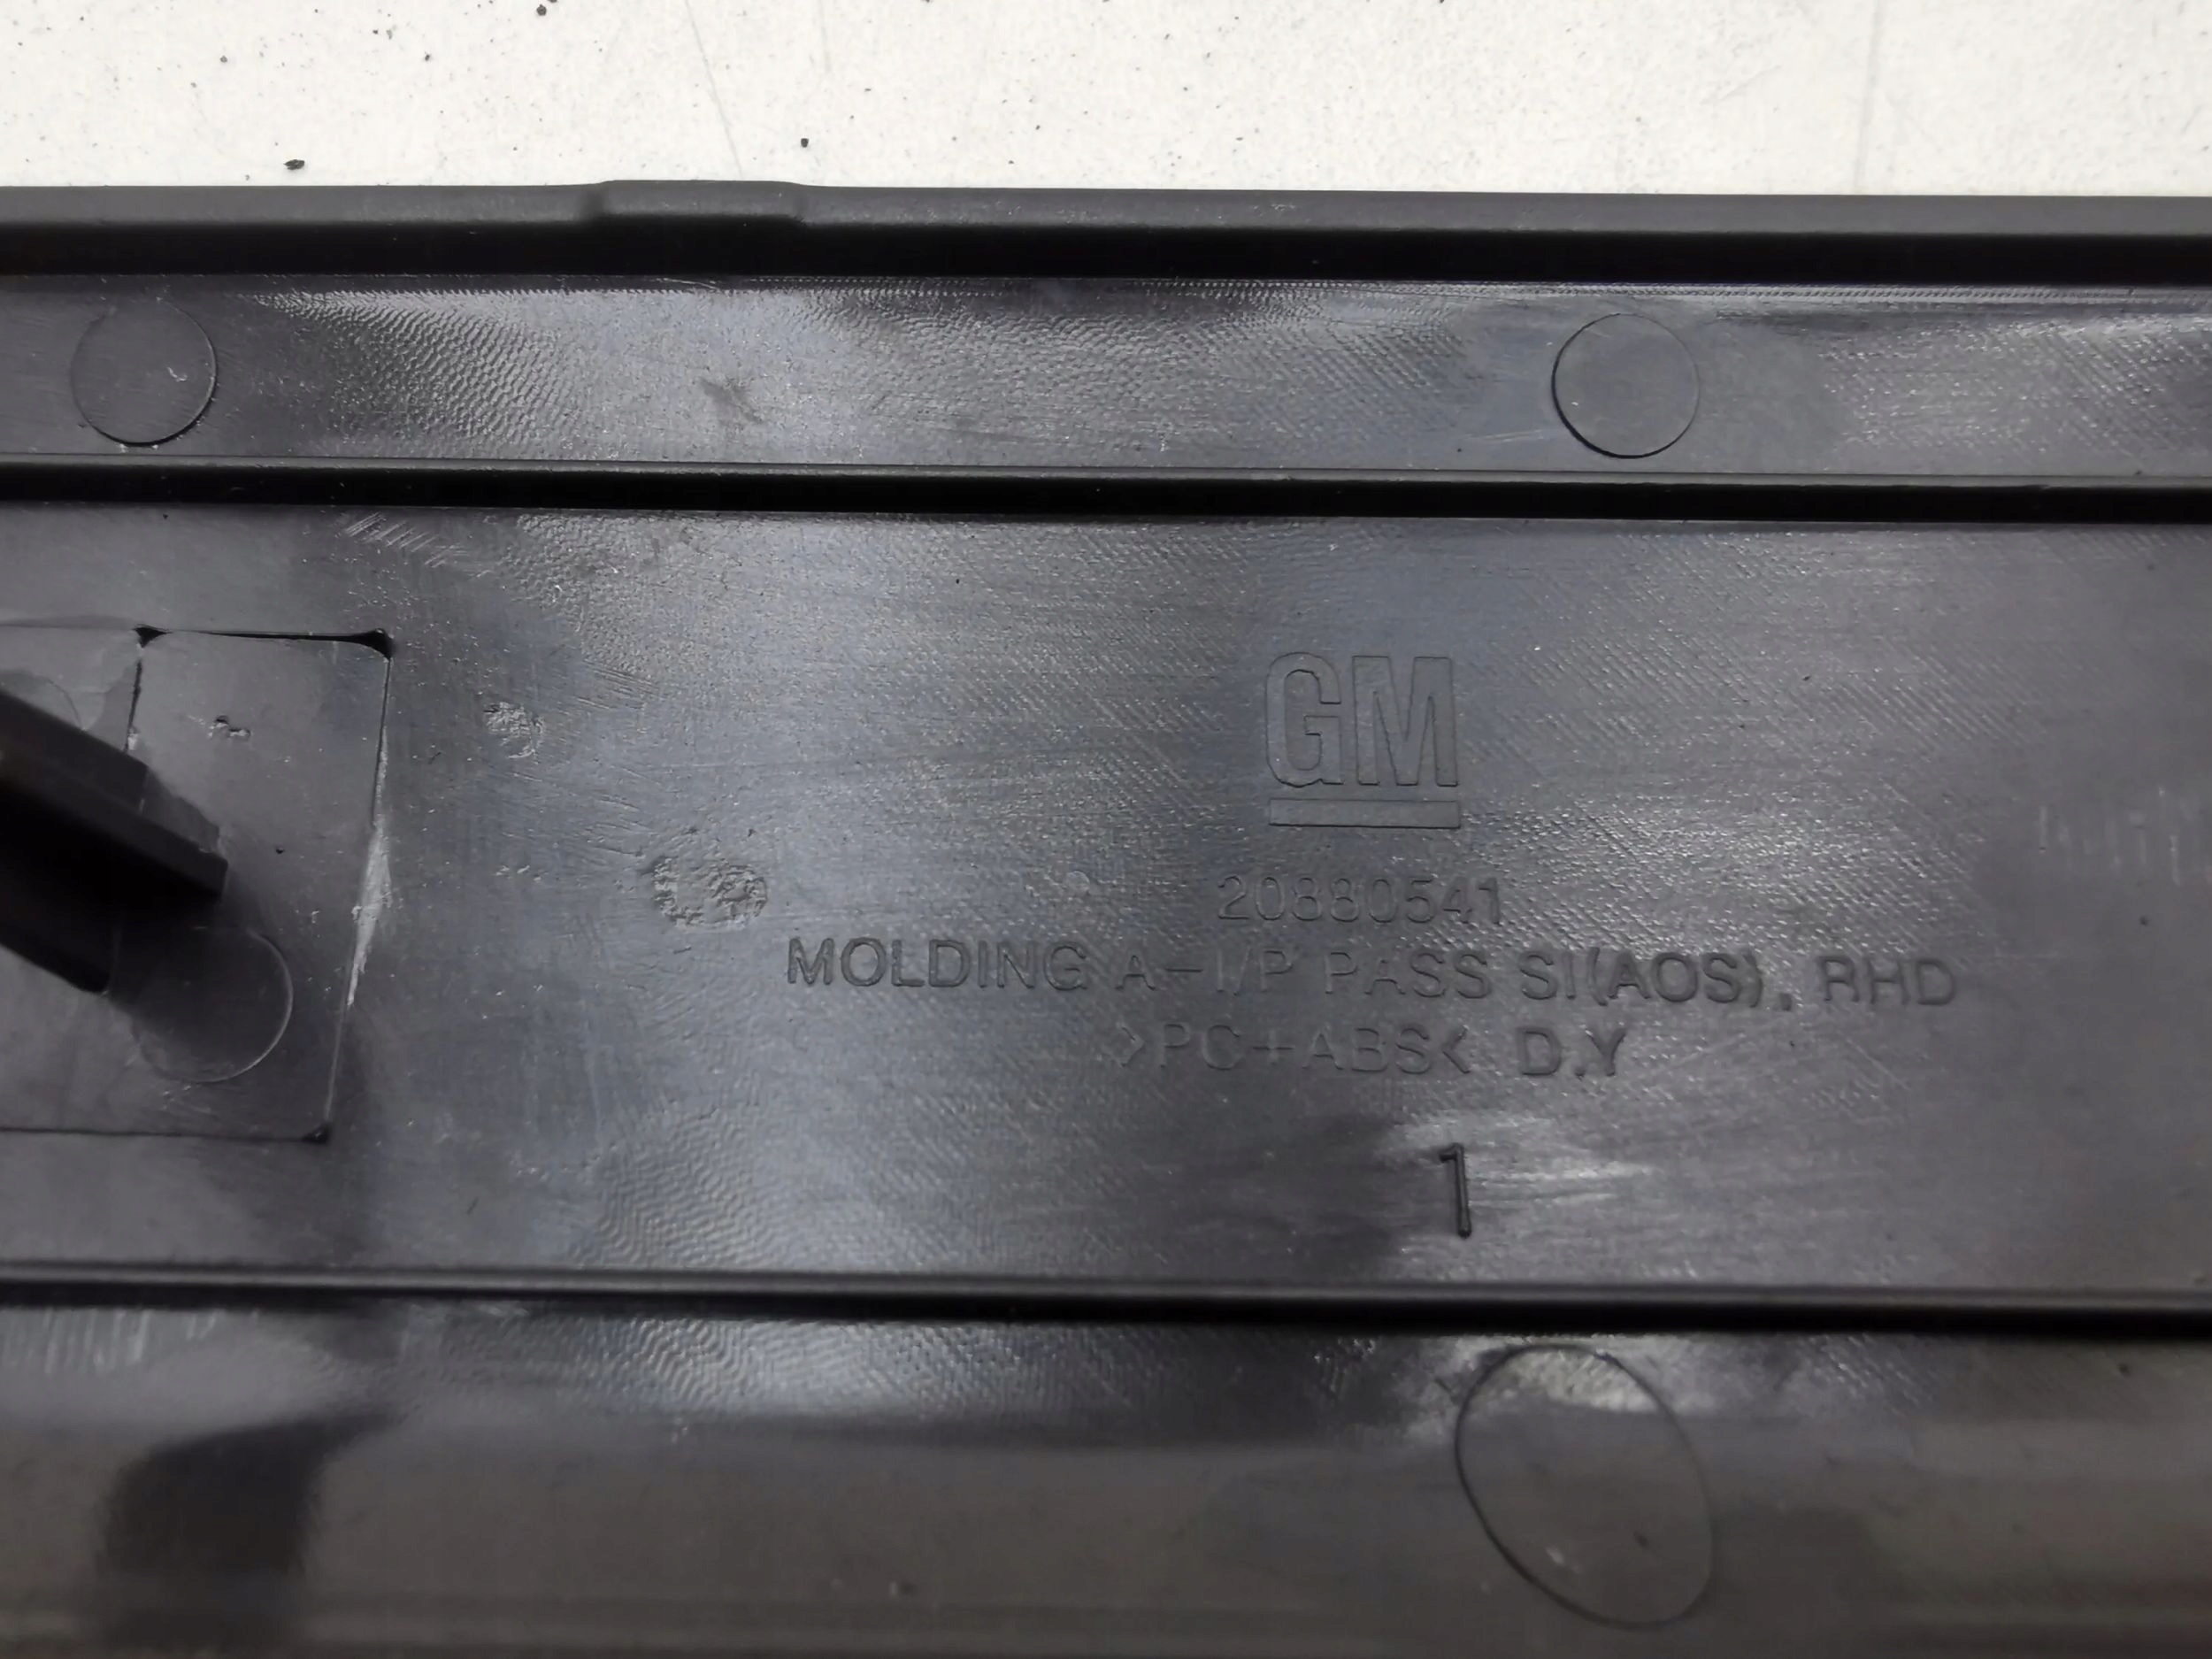 GM
20880541
MOLDING A-I/P PASS SI(AOS), RHD
>PC+ABS< D.Y
1